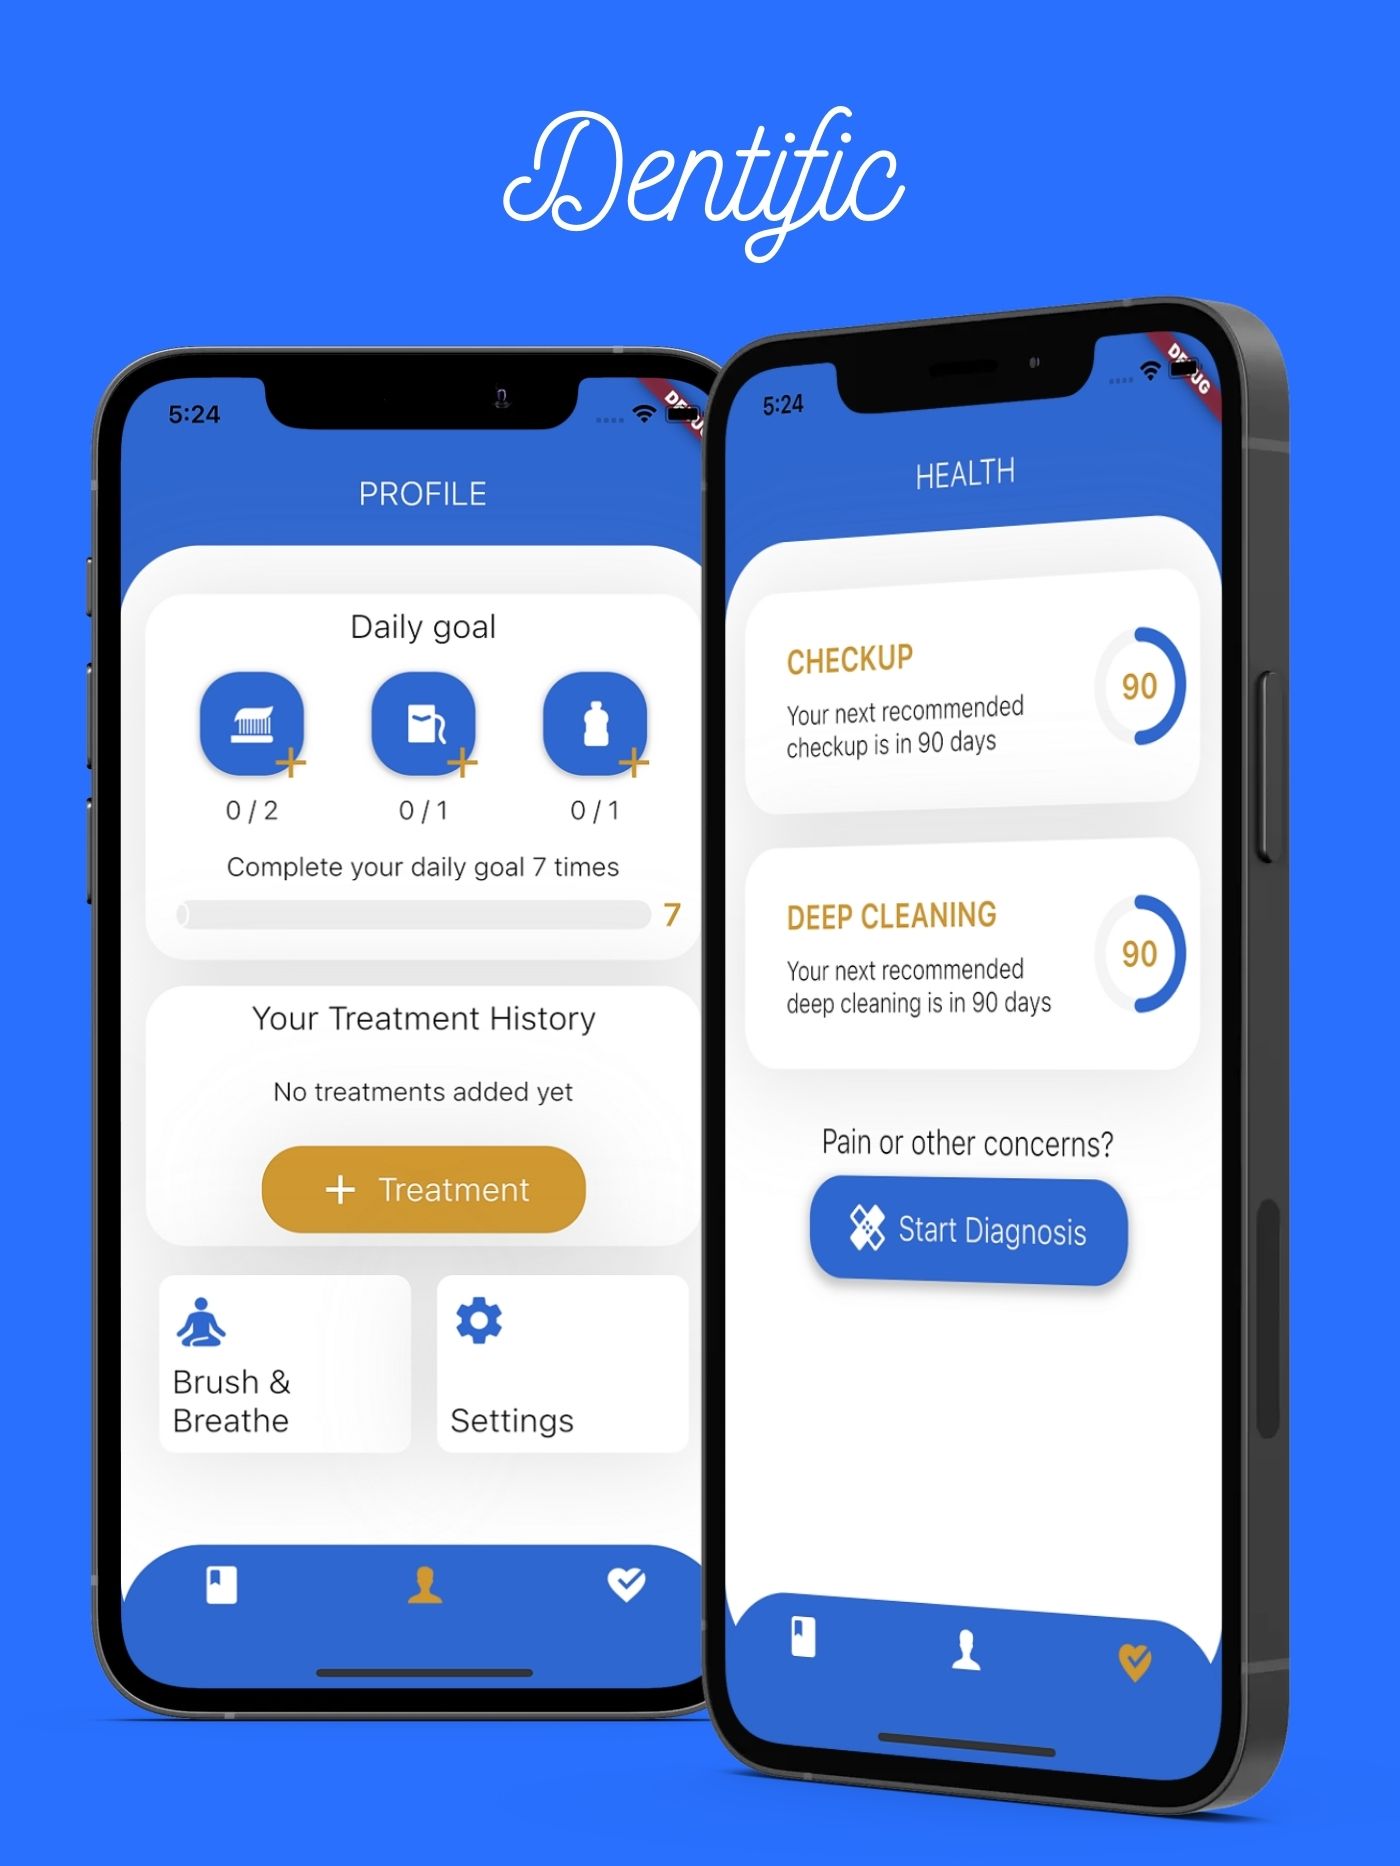 Dentific
5:24
DEBUG
PROFILE
Daily goal
0 / 2
0 / 1
0 / 1
Complete your daily goal 7 times
7
Your Treatment History
No treatments added yet
+ Treatment
Brush &
Breathe
Settings
5:24
DEBUG
HEALTH
CHECKUP
Your next recommended
checkup is in 90 days
90
DEEP CLEANING
Your next recommended
deep cleaning is in 90 days
90
Pain or other concerns?
Start Diagnosis